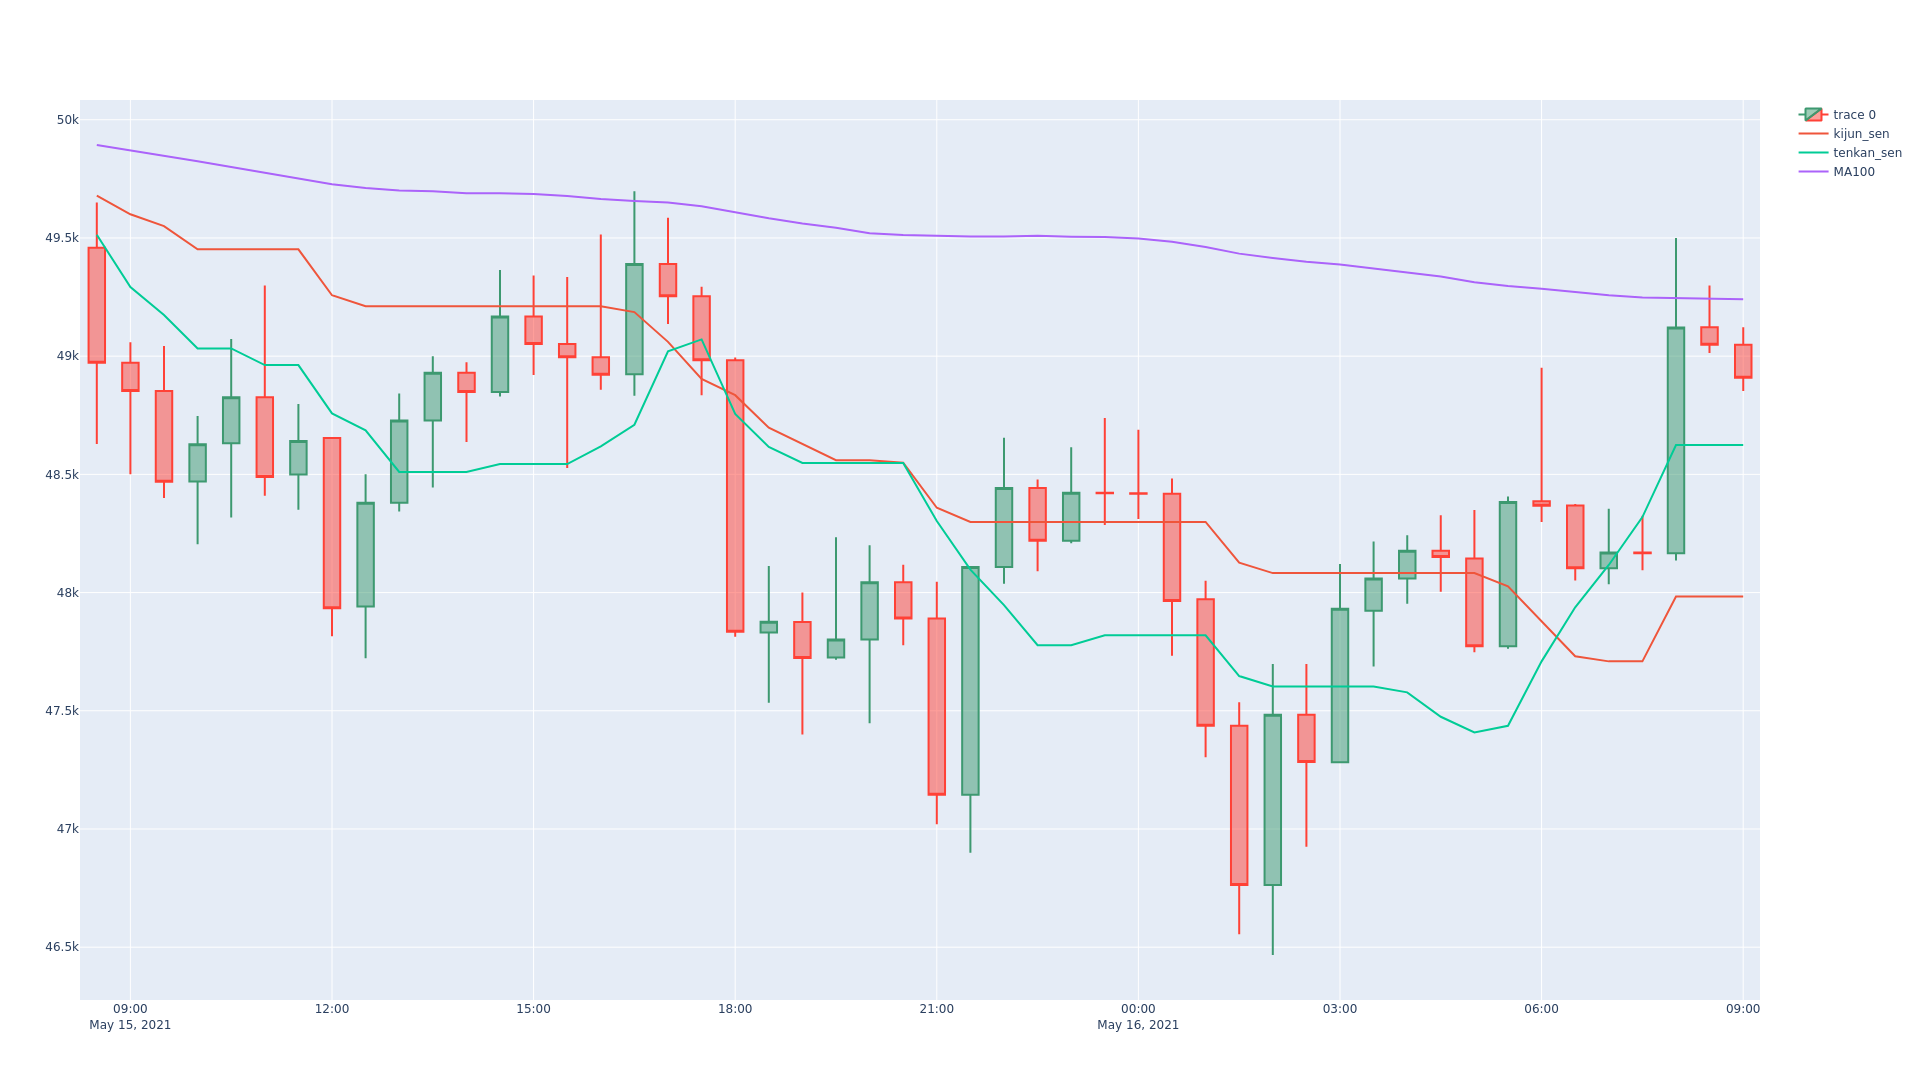 50k
49.5k
49k
48.5k
48k
47.5k
47k
46.5k
09:00 12:00 15:00 18:00 21:00 00:00 03:00 06:00 09:00
May 15, 2021 May 16, 2021
trace 0
kijun_sen
tenkan_sen
MA100